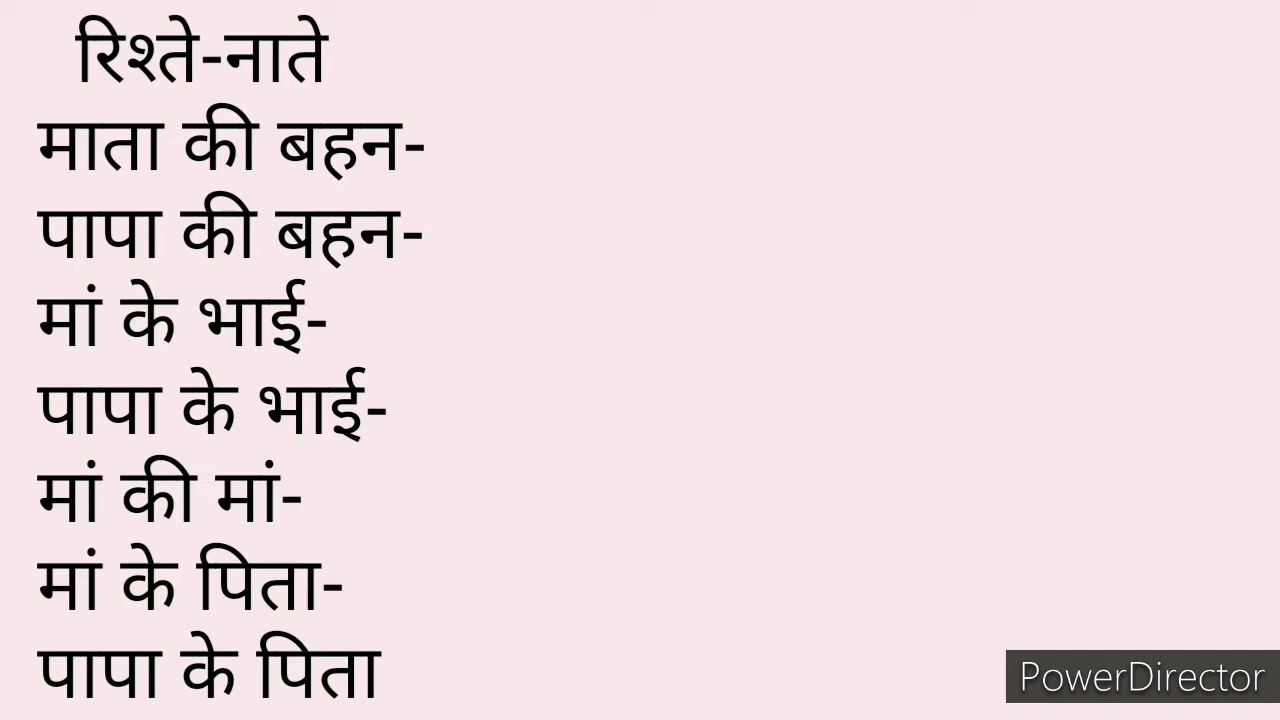 रिश्ते-नाते
माता की बहन-
पापा की बहन-
मां के भाई-
पापा के भाई-
मां की मां-
मां के पिता-
पापा के पिता
PowerDirector